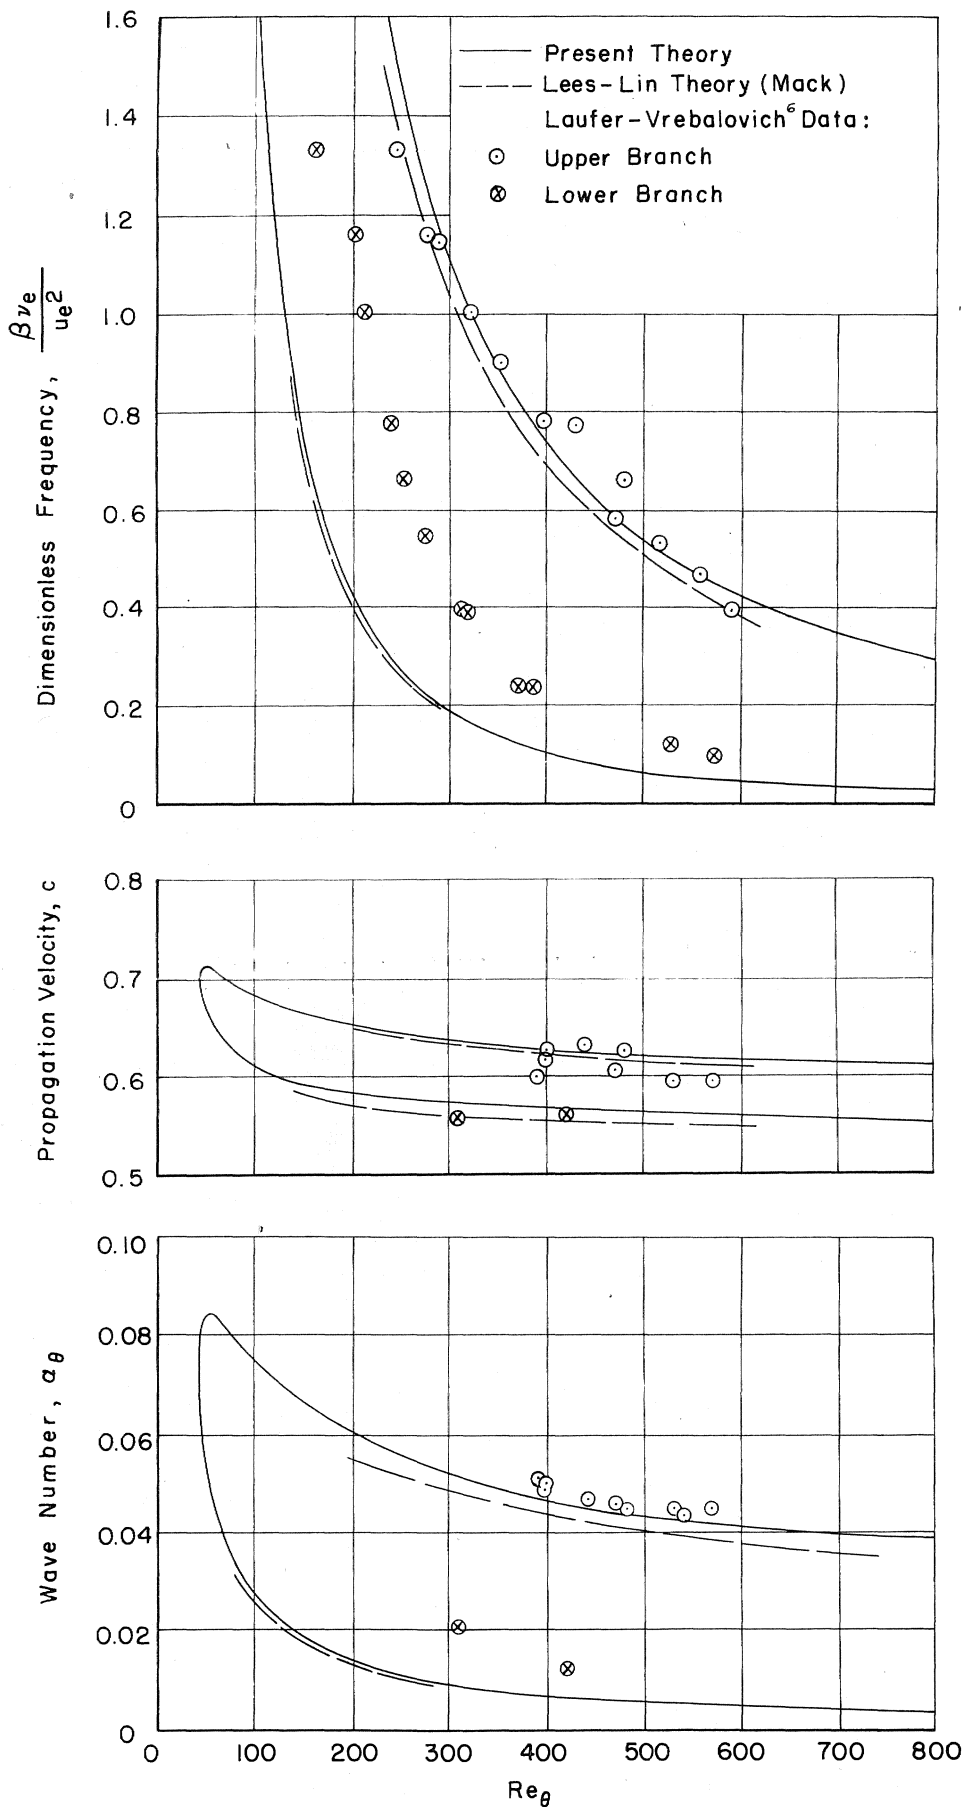 1.6
1.4
1.2
1.0
0.8
0.6
0.4
0.2
0
Dimensionless Frequency, βνe/ue2
Present Theory
Lees-Lin Theory (Mack)
Laufer-Vrebalovich6 Data:
Upper Branch
Lower Branch
0.8
0.7
0.6
0.5
Propagation Velocity, c
0.10
0.08
0.06
0.04
0.02
0
Wave Number, αθ
0 100 200 300 400 500 600 700 800
Reθ